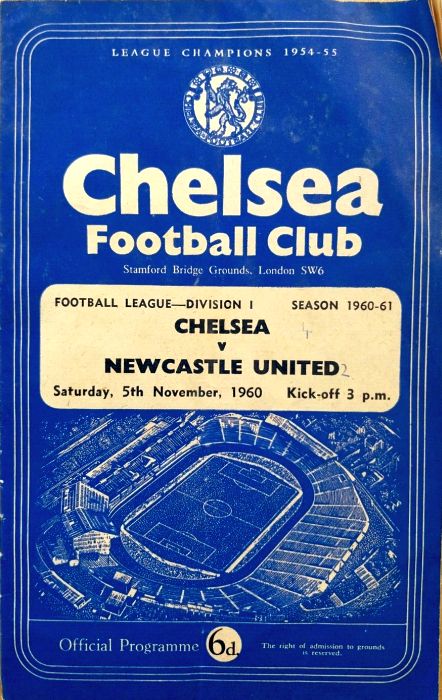 LEAGUE CHAMPIONS 1954-55
Chelsea
Football Club
Stamford Bridge Grounds, London SW6
FOOTBALL LEAGUE—DIVISION I SEASON 1960-61
CHELSEA 4
v
NEWCASTLE UNITED 2
Saturday, 5th November, 1960 Kick-off 3 p.m.
Official Programme 6d. The right of admission to grounds
is reserved.